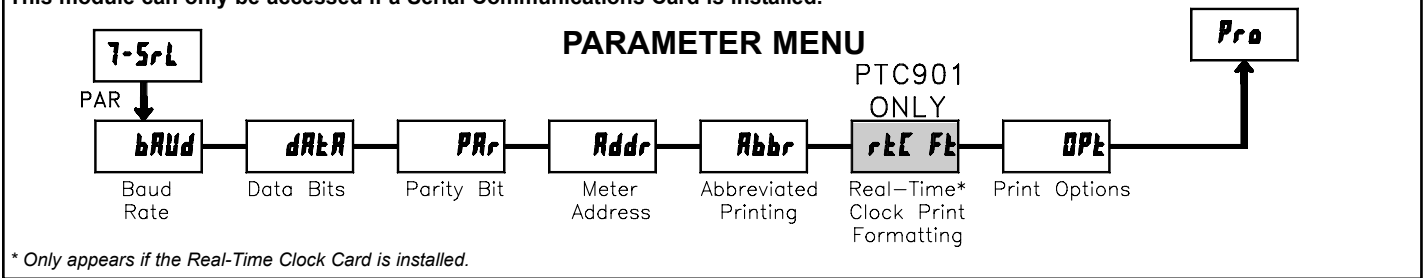 This module can only be accessed if a Serial Communications Card is installed.
PARAMETER MENU
7-SrL
Pro
PAR
PTC901
ONLY
bAUd
dAtA
PAr
Addr
Abbr
rtC Ft
OPt
Baud
Rate
Data Bits
Parity Bit
Meter
Address
Abbreviated
Printing
Real-Time*
Clock Print
Formatting
Print Options
* Only appears if the Real-Time Clock Card is installed.